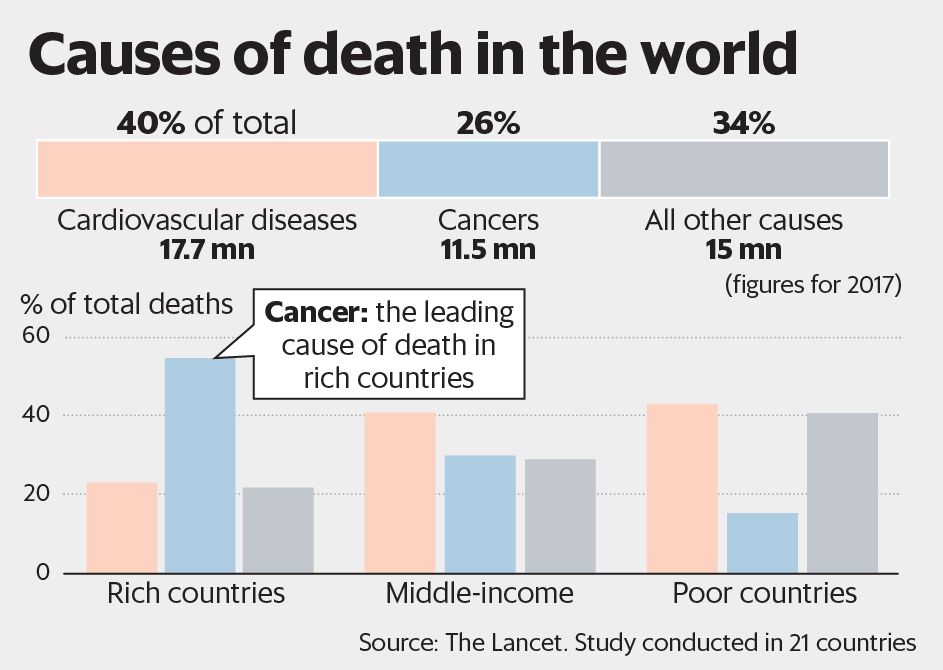 Causes of death in the world
40% of total 26% 34%
Cardiovascular diseases Cancers All other causes
17.7 mn 11.5 mn 15 mn
(figures for 2017)
% of total deaths
Cancer: the leading
cause of death in
rich countries
60
40
20
0
Rich countries Middle-income Poor countries
Source: The Lancet. Study conducted in 21 countries